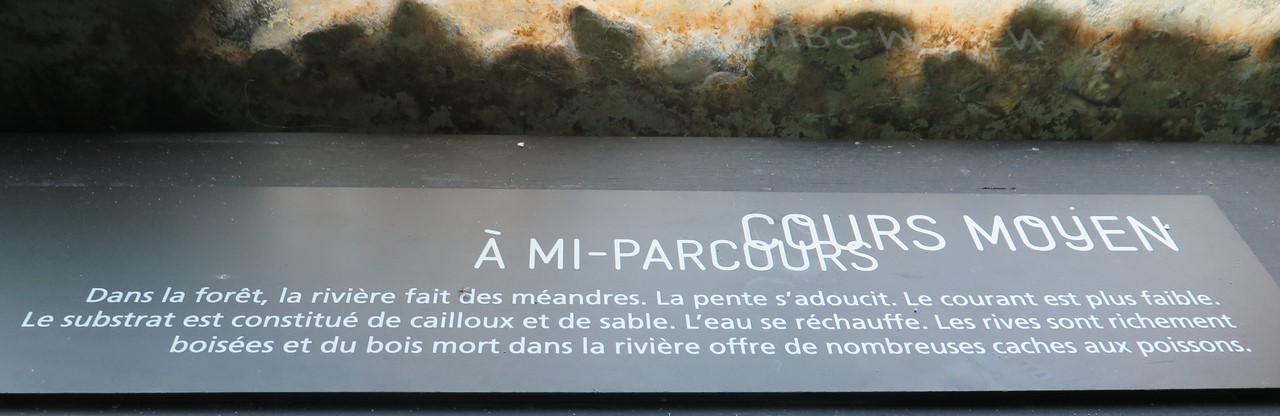 COURS MOYEN
À MI-PARCOURS
Dans la forêt, la rivière fait des méandres. La pente s'adoucit. Le courant est plus faible.
Le substrat est constitué de cailloux et de sable. L'eau se réchauffe. Les rives sont richement
boisées et du bois mort dans la rivière offre de nombreuses caches aux poissons.